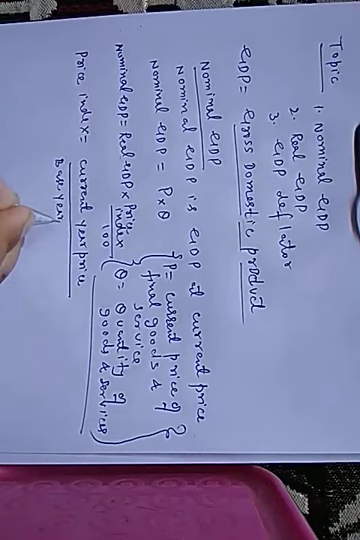 Topic 1. Nominal GDP
2. Real GDP
3. GDP deflator
GDP = Gross Domestic product
Nominal GDP
Nominal GDP is GDP at current price
Nominal GDP = P×Q { P = current price of
final goods &
service
Q = Quantity of
goods & services }
Nominal GDP = Real GDP × Price index / 100
Price index = current year price
Base year